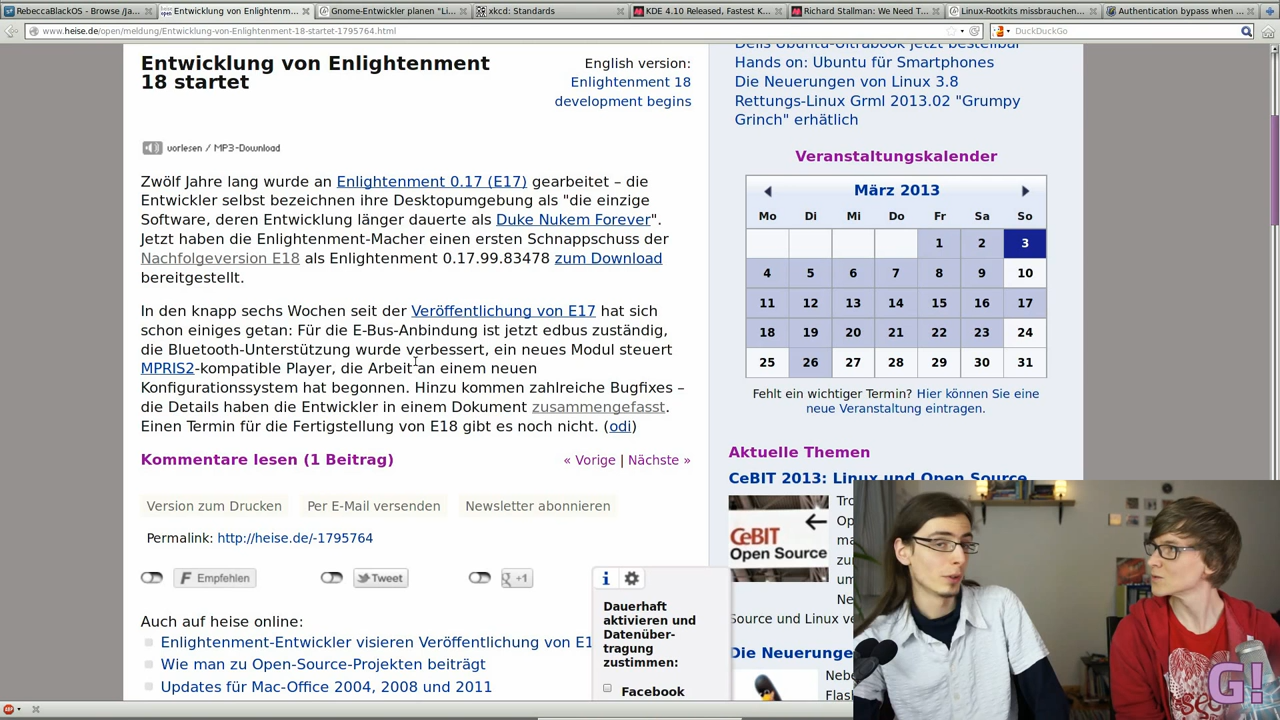 RebeccaBlackOS - Browse /Ja...
Entwicklung von Enlightenm...
Gnome-Entwickler planen "Li...
xkcd: Standards
KDE 4.10 Released, Fastest K...
Richard Stallman: We Need T...
Linux-Rootkits missbrauchen...
Authentication bypass when ...
www.heise.de/open/meldung/Entwicklung-von-Enlightenment-18-startet-1795764.html
DuckDuckGo
Entwicklung von Enlightenment
18 startet
English version:
Enlightenment 18
development begins
vorlesen / MP3-Download
Zwölf Jahre lang wurde an Enlightenment 0.17 (E17) gearbeitet – die
Entwickler selbst bezeichnen ihre Desktopumgebung als "die einzige
Software, deren Entwicklung länger dauerte als Duke Nukem Forever".
Jetzt haben die Enlightenment-Macher einen ersten Schnappschuss der
Nachfolgeversion E18 als Enlightenment 0.17.99.83478 zum Download
bereitgestellt.
In den knapp sechs Wochen seit der Veröffentlichung von E17 hat sich
schon einiges getan: Für die E-Bus-Anbindung ist jetzt edbus zuständig,
die Bluetooth-Unterstützung wurde verbessert, ein neues Modul steuert
MPRIS2-kompatible Player, die Arbeit an einem neuen
Konfigurationssystem hat begonnen. Hinzu kommen zahlreiche Bugfixes –
die Details haben die Entwickler in einem Dokument zusammengefasst.
Einen Termin für die Fertigstellung von E18 gibt es noch nicht. (odi)
Kommentare lesen (1 Beitrag)
« Vorige | Nächste »
Version zum Drucken
Per E-Mail versenden
Newsletter abonnieren
Permalink: http://heise.de/-1795764
Empfehlen
Tweet
+1
Auch auf heise online:
Enlightenment-Entwickler visieren Veröffentlichung von E1
Wie man zu Open-Source-Projekten beiträgt
Updates für Mac-Office 2004, 2008 und 2011
Dauerhaft
aktivieren und
Datenüber-
tragung
zustimmen:
Facebook
Dells Ubuntu-Ultrabook jetzt bestellbar
Hands on: Ubuntu für Smartphones
Die Neuerungen von Linux 3.8
Rettungs-Linux Grml 2013.02 "Grumpy
Grinch" erhätlich
Veranstaltungskalender
März 2013
Mo Di Mi Do Fr Sa So
1 2 3
4 5 6 7 8 9 10
11 12 13 14 15 16 17
18 19 20 21 22 23 24
25 26 27 28 29 30 31
Fehlt ein wichtiger Termin? Hier können Sie eine
neue Veranstaltung eintragen.
Aktuelle Themen
CeBIT 2013: Linux und Open Source
CeBIT
Open Source
Tro
Op
ma
zu
um
Ne
Source und Linux ve
Die Neuerunge
Nebe
Flash
G!